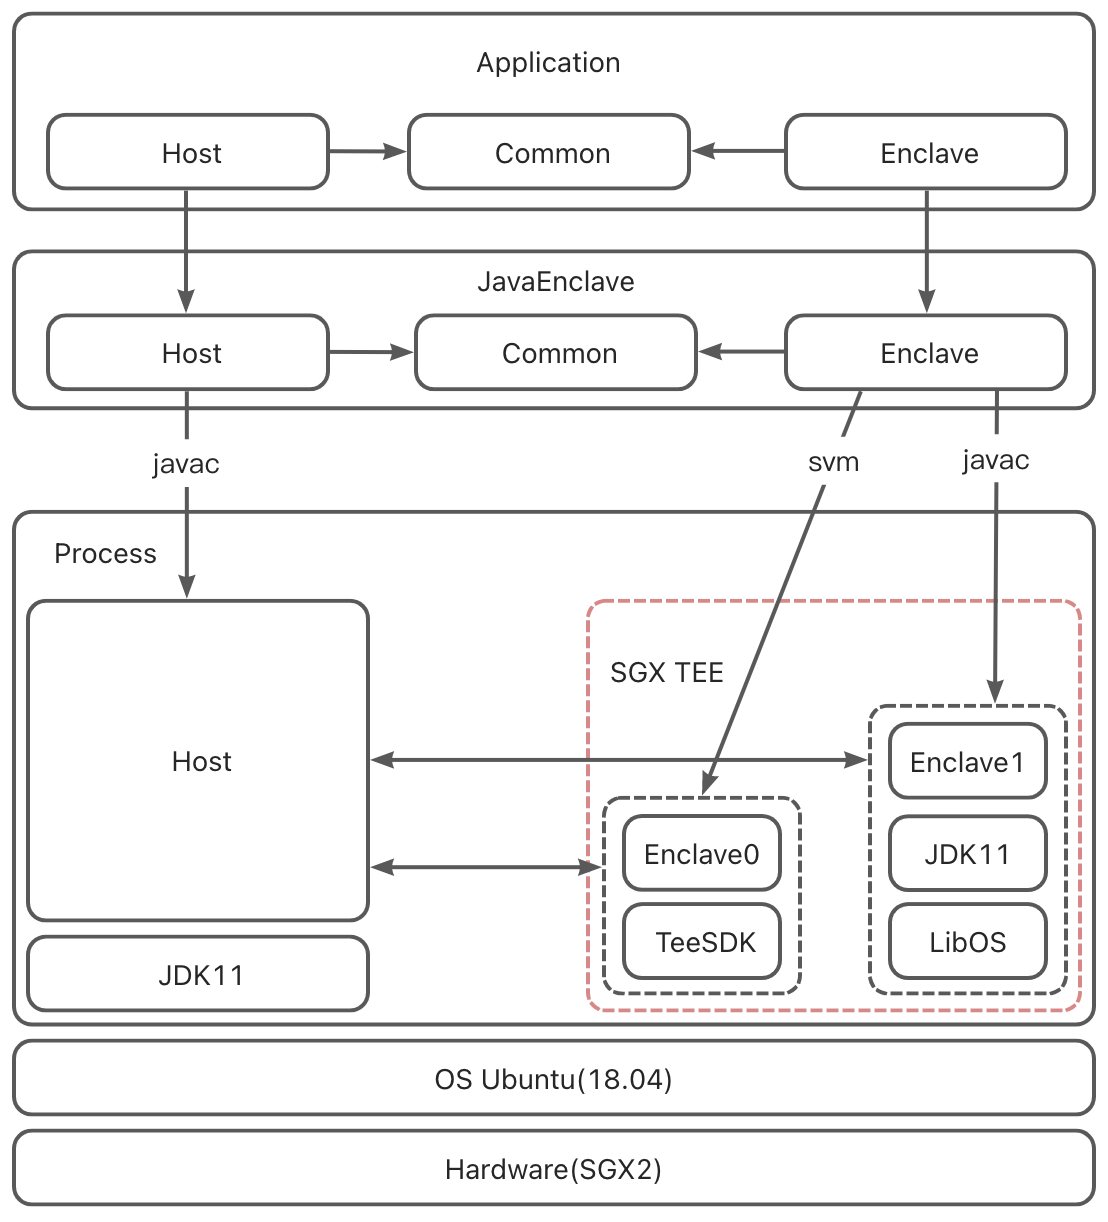 Application
Host
Common
Enclave
JavaEnclave
Host
Common
Enclave
javac
svm
javac
Process
SGX TEE
Host
Enclave1
Enclave0
JDK11
TeeSDK
LibOS
JDK11
OS Ubuntu(18.04)
Hardware(SGX2)